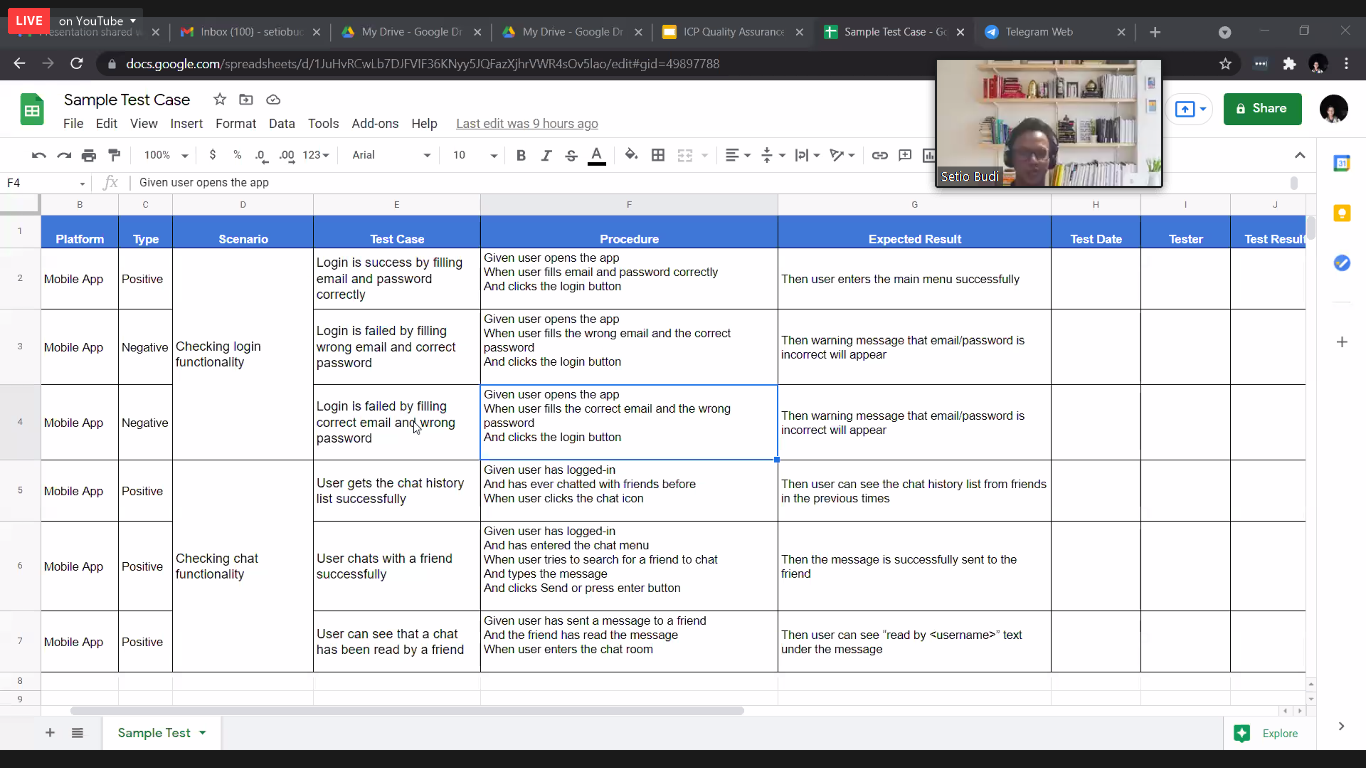 LIVE on YouTube
Presentation shared w
Inbox (100) - setiobud
My Drive - Google Dr
My Drive - Google Dr
ICP Quality Assurance
Sample Test Case - Go
Telegram Web
docs.google.com/spreadsheets/d/1JuHvRCwLb7DJFVIF36KNyy5JQFazXjhrVWR4sOv5lao/edit#gid=49897788
Sample Test Case
File Edit View Insert Format Data Tools Add-ons Help Last edit was 9 hours ago
Share
100% $ % .0 .00 123 Arial 10 B I S A
Setio Budi
F4 fx Given user opens the app
B C D E F G H I J
1 Platform Type Scenario Test Case Procedure Expected Result Test Date Tester Test Result
2 Mobile App Positive
Login is success by filling
email and password
correctly
Given user opens the app
When user fills email and password correctly
And clicks the login button
Then user enters the main menu successfully
Checking login
functionality
3 Mobile App Negative
Login is failed by filling
wrong email and correct
password
Given user opens the app
When user fills the wrong email and the correct
password
And clicks the login button
Then warning message that email/password is
incorrect will appear
4 Mobile App Negative
Login is failed by filling
correct email and wrong
password
Given user opens the app
When user fills the correct email and the wrong
password
And clicks the login button
Then warning message that email/password is
incorrect will appear
5 Mobile App Positive
User gets the chat history
list successfully
Given user has logged-in
And has ever chatted with friends before
When user clicks the chat icon
Then user can see the chat history list from friends
in the previous times
Checking chat
functionality
6 Mobile App Positive
User chats with a friend
successfully
Given user has logged-in
And has entered the chat menu
When user tries to search for a friend to chat
And types the message
And clicks Send or press enter button
Then the message is successfully sent to the
friend
7 Mobile App Positive
User can see that a chat
has been read by a friend
Given user has sent a message to a friend
And the friend has read the message
When user enters the chat room
Then user can see "read by <username>" text
under the message
8
9
Sample Test
Explore